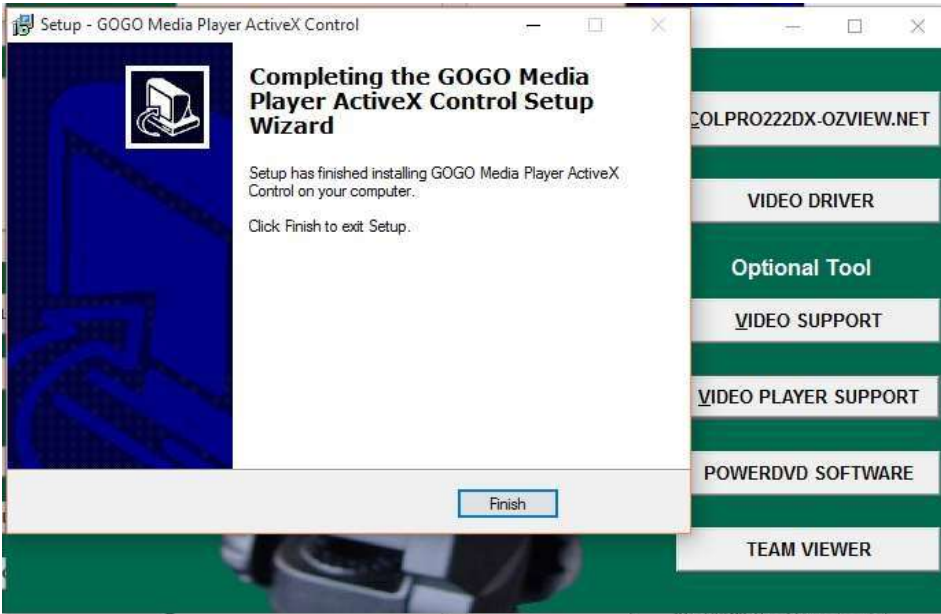 Setup - GOGO Media Player ActiveX Control
Completing the GOGO Media
Player ActiveX Control Setup
Wizard
Setup has finished installing GOGO Media Player ActiveX
Control on your computer.
Click Finish to exit Setup.
Finish
COLPRO222DX-OZVIEW.NET
VIDEO DRIVER
Optional Tool
VIDEO SUPPORT
VIDEO PLAYER SUPPORT
POWERDVD SOFTWARE
TEAM VIEWER